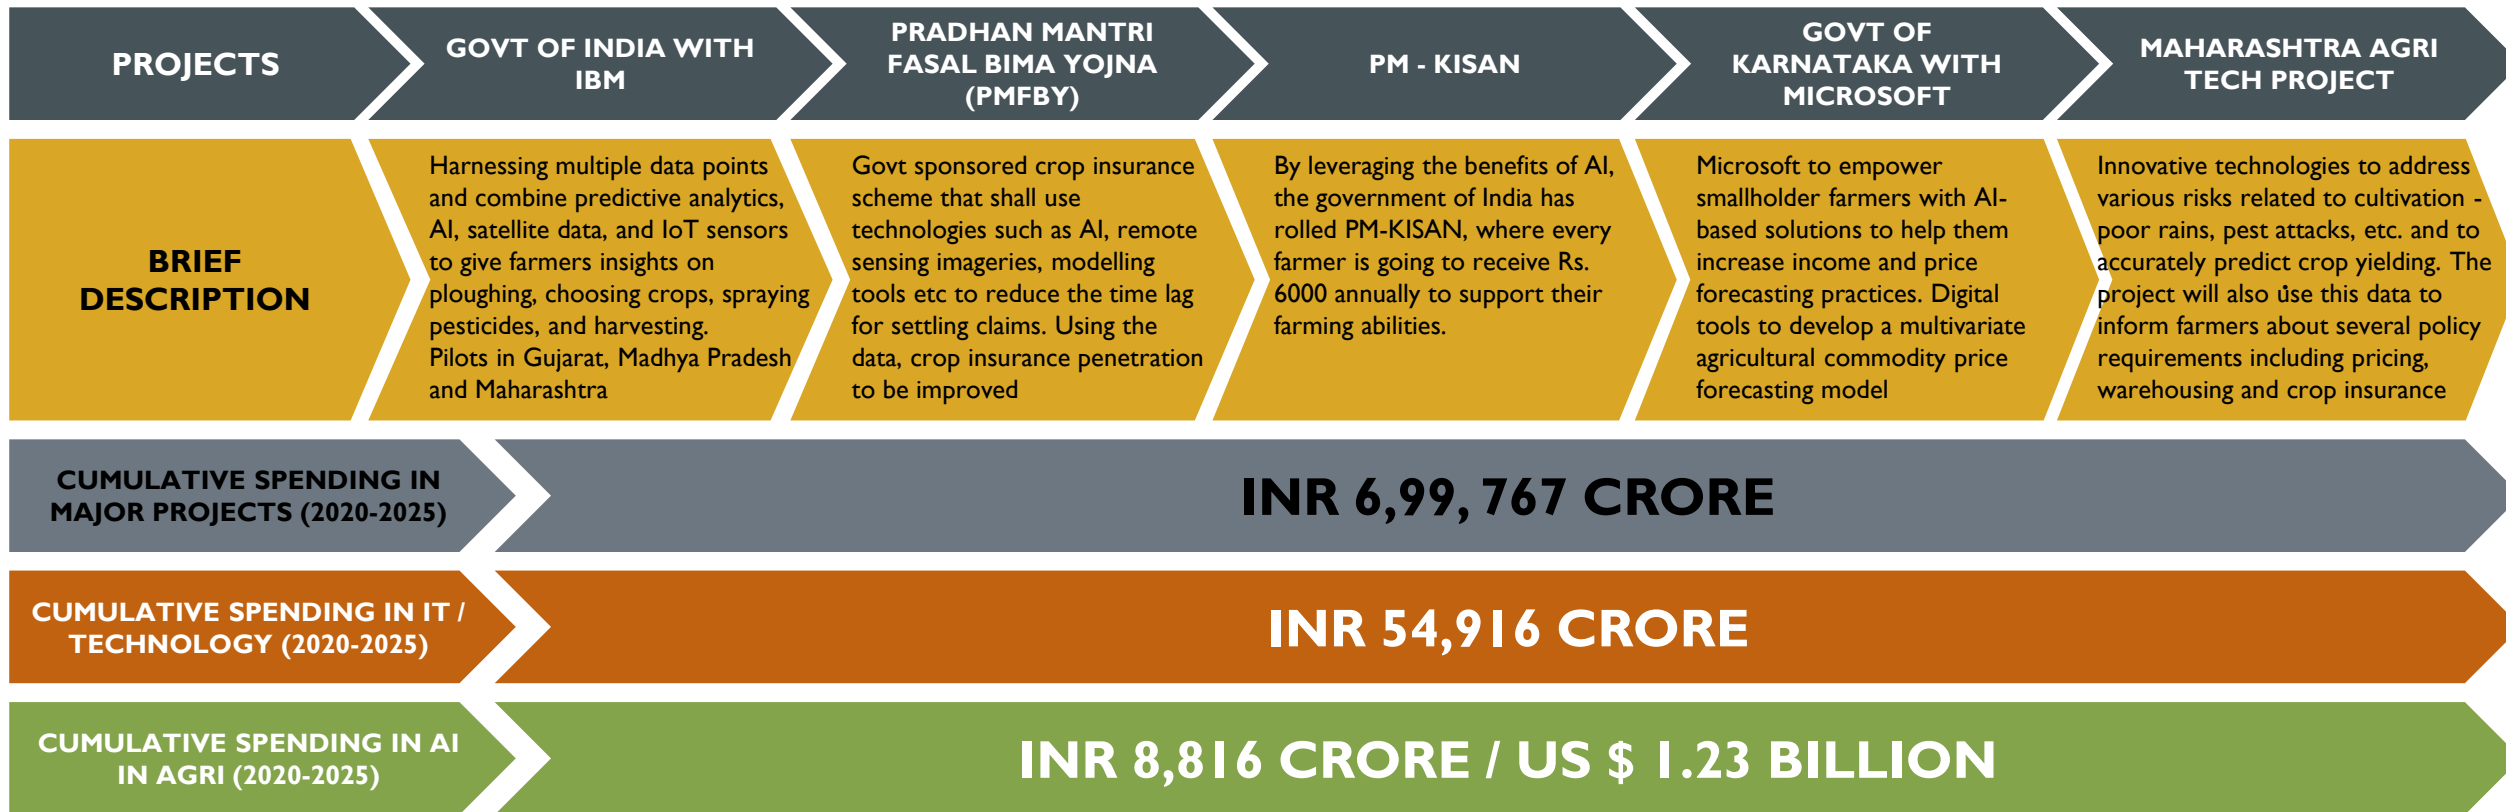 PROJECTS
GOVT OF INDIA WITH
IBM
PRADHAN MANTRI
FASAL BIMA YOJNA
(PMFBY)
PM - KISAN
GOVT OF
KARNATAKA WITH
MICROSOFT
MAHARASHTRA AGRI
TECH PROJECT
BRIEF
DESCRIPTION
Harnessing multiple data points
and combine predictive analytics,
AI, satellite data, and IoT sensors
to give farmers insights on
ploughing, choosing crops, spraying
pesticides, and harvesting.
Pilots in Gujarat, Madhya Pradesh
and Maharashtra
Govt sponsored crop insurance
scheme that shall use
technologies such as AI, remote
sensing imageries, modelling
tools etc to reduce the time lag
for settling claims. Using the
data, crop insurance penetration
to be improved
By leveraging the benefits of AI,
the government of India has
rolled PM-KISAN, where every
farmer is going to receive Rs.
6000 annually to support their
farming abilities.
Microsoft to empower
smallholder farmers with AI-
based solutions to help them
increase income and price
forecasting practices. Digital
tools to develop a multivariate
agricultural commodity price
forecasting model
Innovative technologies to address
various risks related to cultivation -
poor rains, pest attacks, etc. and to
accurately predict crop yielding. The
project will also use this data to
inform farmers about several policy
requirements including pricing,
warehousing and crop insurance
CUMULATIVE SPENDING IN
MAJOR PROJECTS (2020-2025)
INR 6,99, 767 CRORE
CUMULATIVE SPENDING IN IT /
TECHNOLOGY (2020-2025)
INR 54,916 CRORE
CUMULATIVE SPENDING IN AI
IN AGRI (2020-2025)
INR 8,816 CRORE / US $ 1.23 BILLION